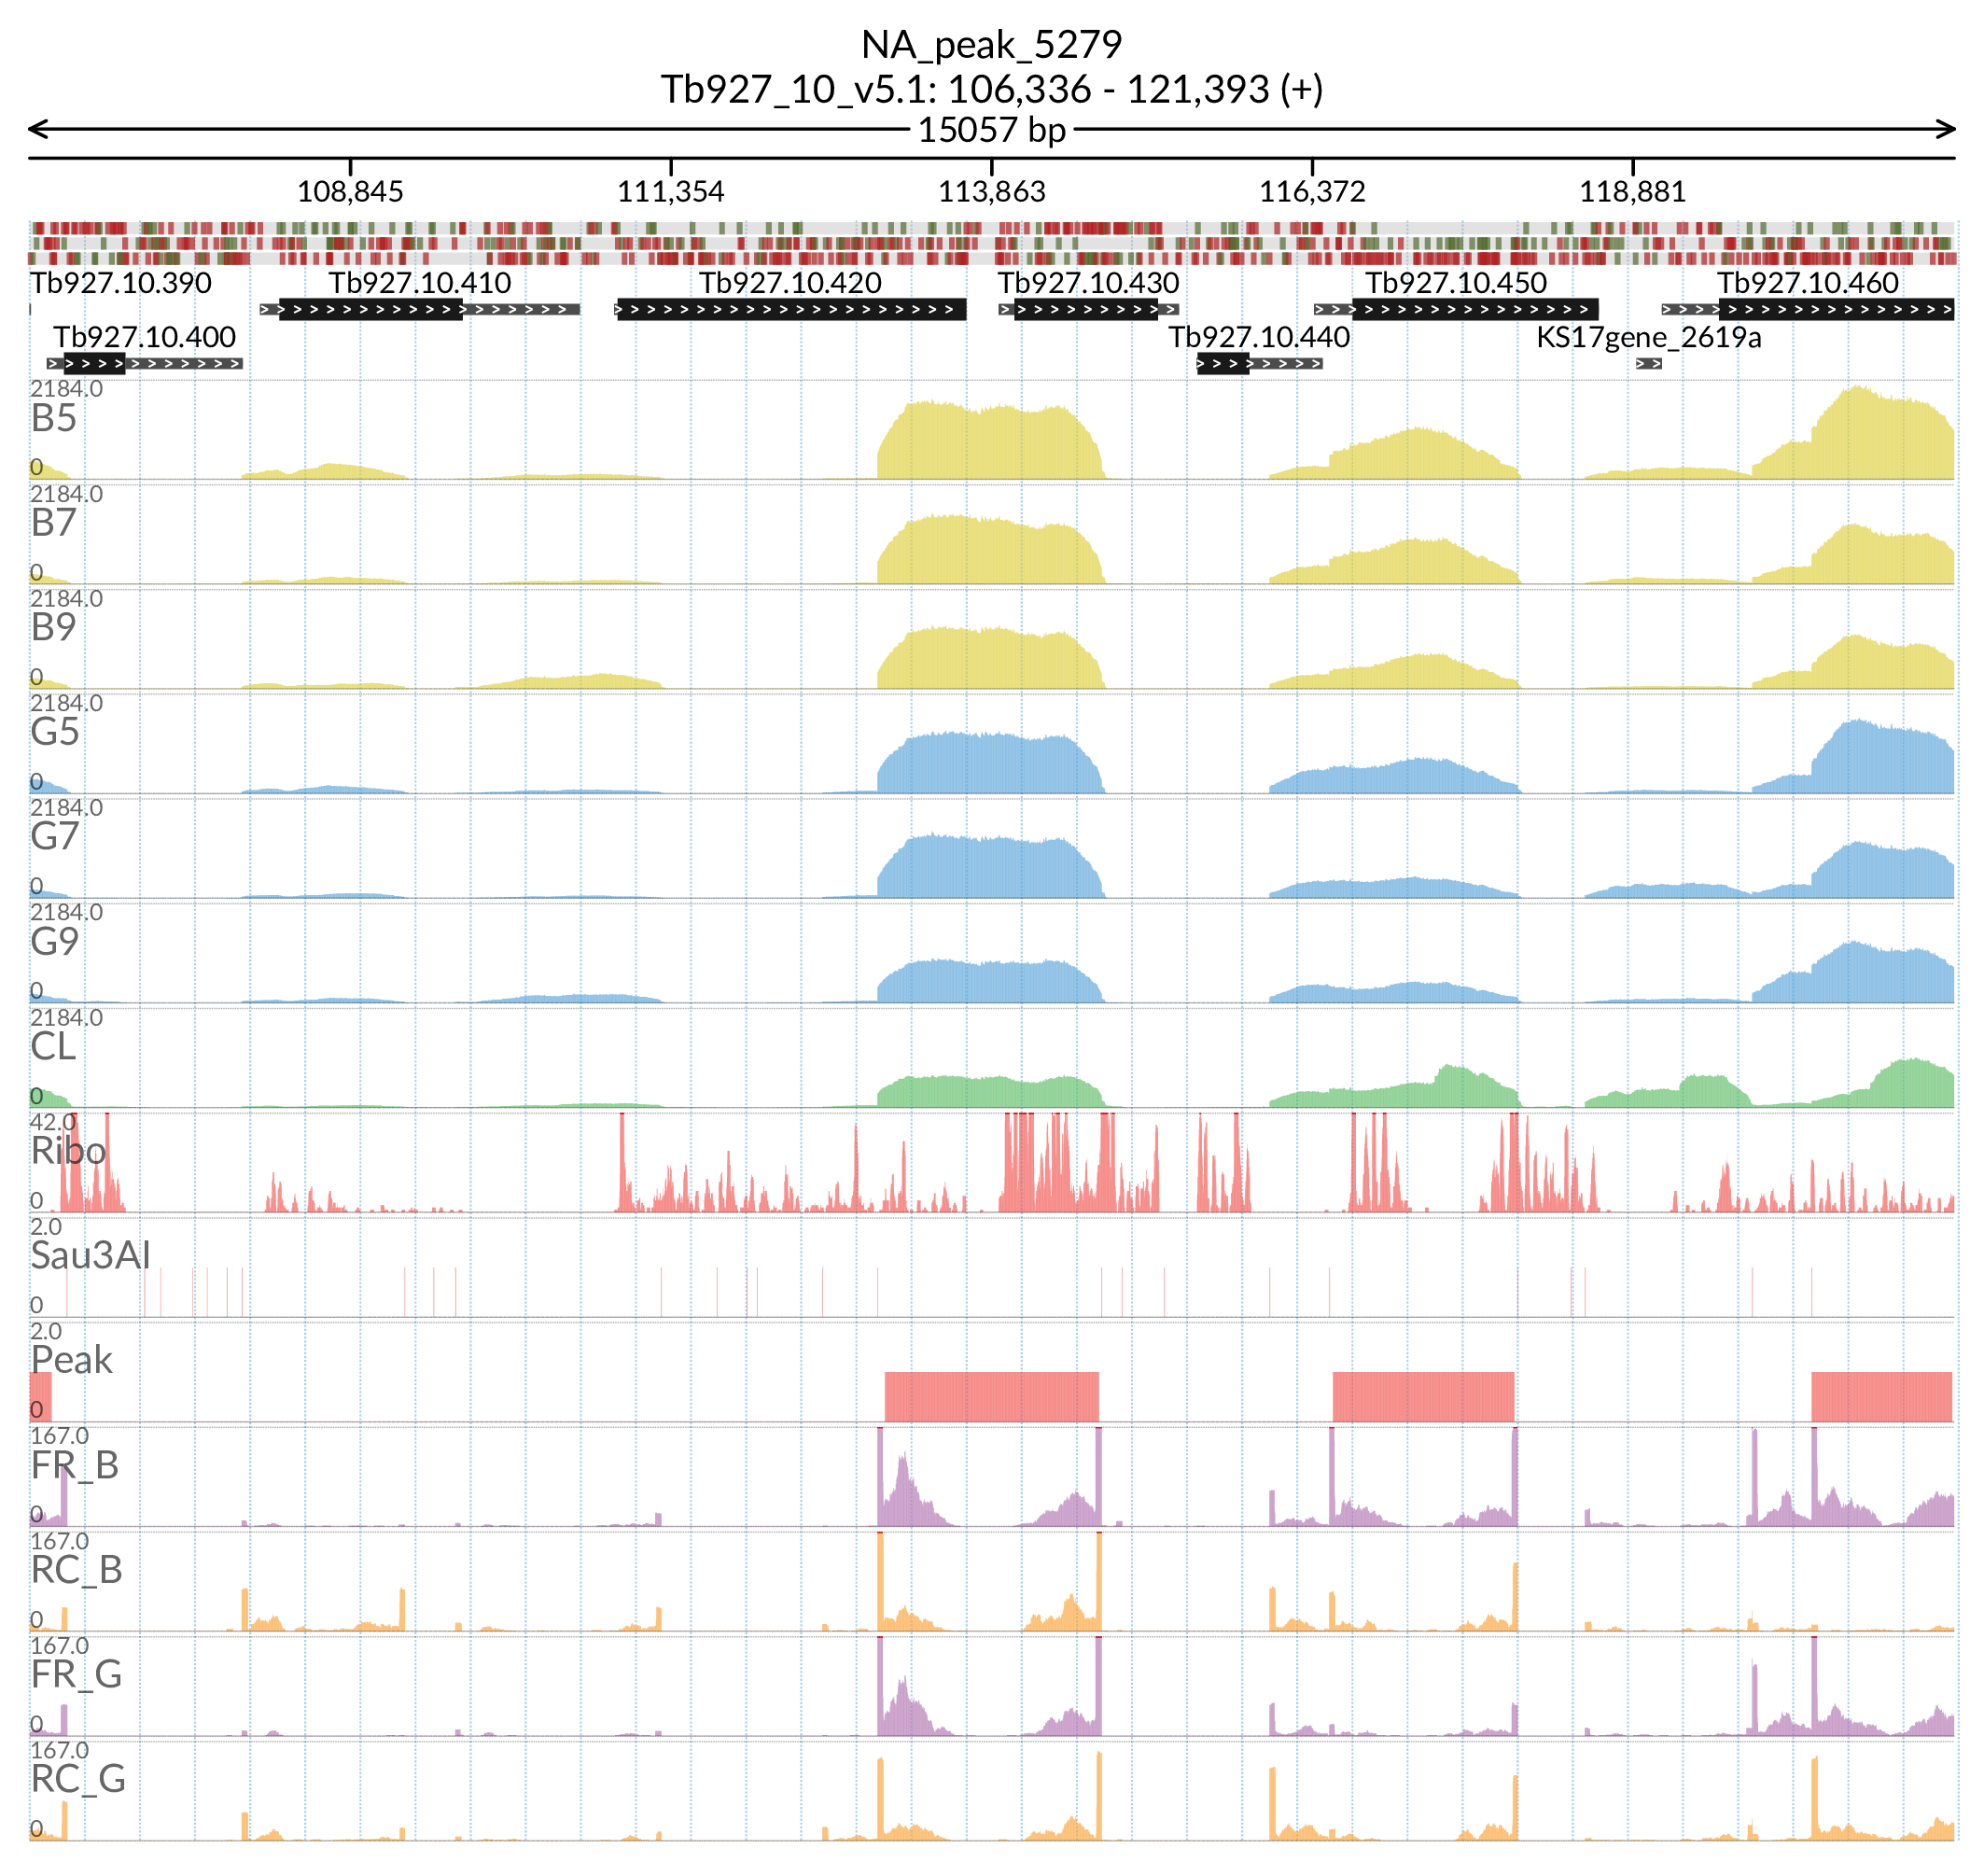 NA_peak_5279
Tb927_10_v5.1: 106,336 - 121,393 (+)
15057 bp
108,845 111,354 113,863 116,372 118,881
Tb927.10.390 Tb927.10.410 Tb927.10.420 Tb927.10.430 Tb927.10.450 Tb927.10.460
Tb927.10.400 Tb927.10.440 KS17gene_2619a
2184.0
B5
0
2184.0
B7
0
2184.0
B9
0
2184.0
G5
0
2184.0
G7
0
2184.0
G9
0
2184.0
CL
0
42.0
Ribo
0
2.0
Sau3AI
0
2.0
Peak
0
167.0
FR_B
0
167.0
RC_B
0
167.0
FR_G
0
167.0
RC_G
0